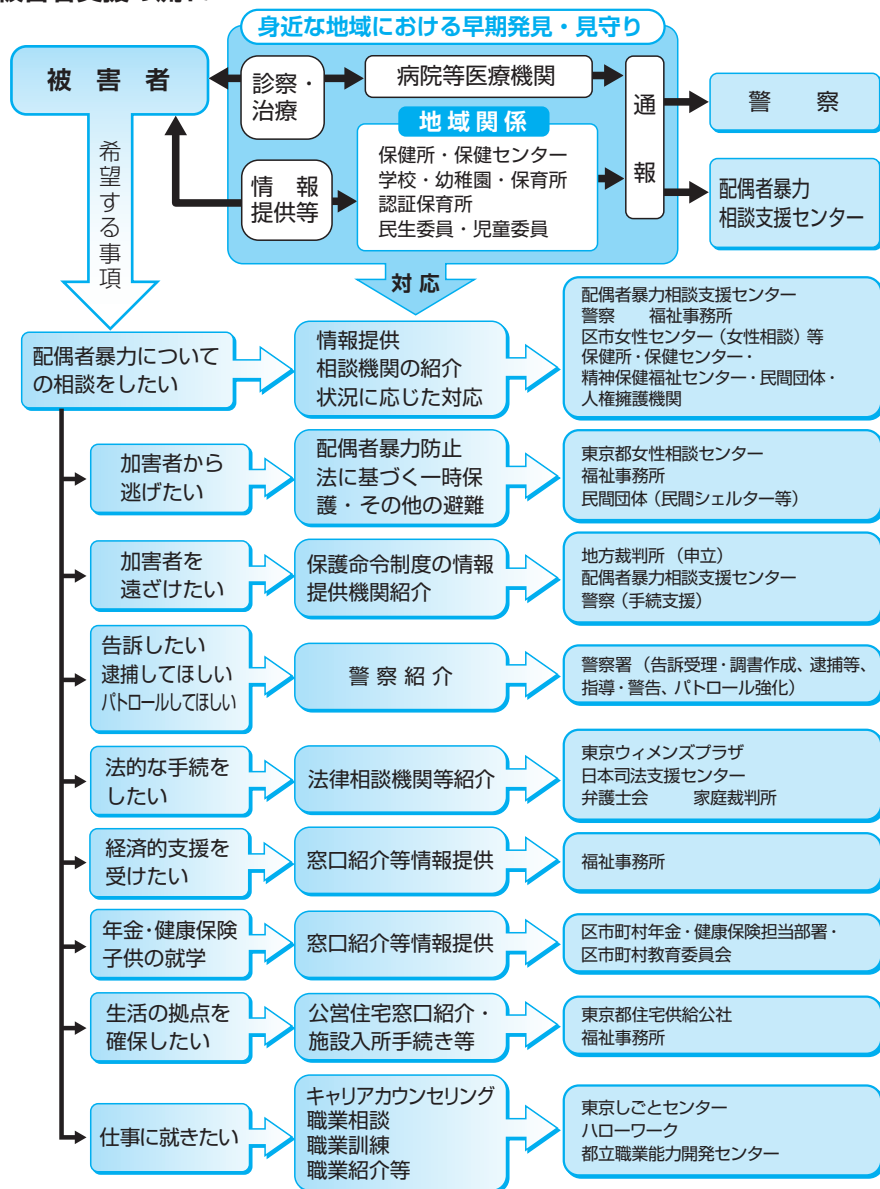 身近な地域における早期発見・見守り
被害者
診察・
治療
病院等医療機関
通報
警察
地域関係
保健所・保健センター
学校・幼稚園・保育所
認証保育所
民生委員・児童委員
情報
提供等
配偶者暴力
相談支援センター
希望する事項
対応
配偶者暴力について
の相談をしたい
情報提供
相談機関の紹介
状況に応じた対応
配偶者暴力相談支援センター
警察　　福祉事務所
区市女性センター（女性相談）等
保健所・保健センター・
精神保健福祉センター・民間団体・
人権擁護機関
加害者から
逃げたい
配偶者暴力防止
法に基づく一時保
護・その他の避難
東京都女性相談センター
福祉事務所
民間団体（民間シェルター等）
加害者を
遠ざけたい
保護命令制度の情報
提供機関紹介
地方裁判所（申立）
配偶者暴力相談支援センター
警察（手続支援）
告訴したい
逮捕してほしい
パトロールしてほしい
警察紹介
警察署（告訴受理・調書作成、逮捕等、
指導・警告、パトロール強化）
法的な手続を
したい
法律相談機関等紹介
東京ウィメンズプラザ
日本司法支援センター
弁護士会　　家庭裁判所
経済的支援を
受けたい
窓口紹介等情報提供
福祉事務所
年金・健康保険
子供の就学
窓口紹介等情報提供
区市町村年金・健康保険担当部署・
区市町村教育委員会
生活の拠点を
確保したい
公営住宅窓口紹介・
施設入所手続き等
東京都住宅供給公社
福祉事務所
仕事に就きたい
キャリアカウンセリング
職業相談
職業訓練
職業紹介等
東京しごとセンター
ハローワーク
都立職業能力開発センター